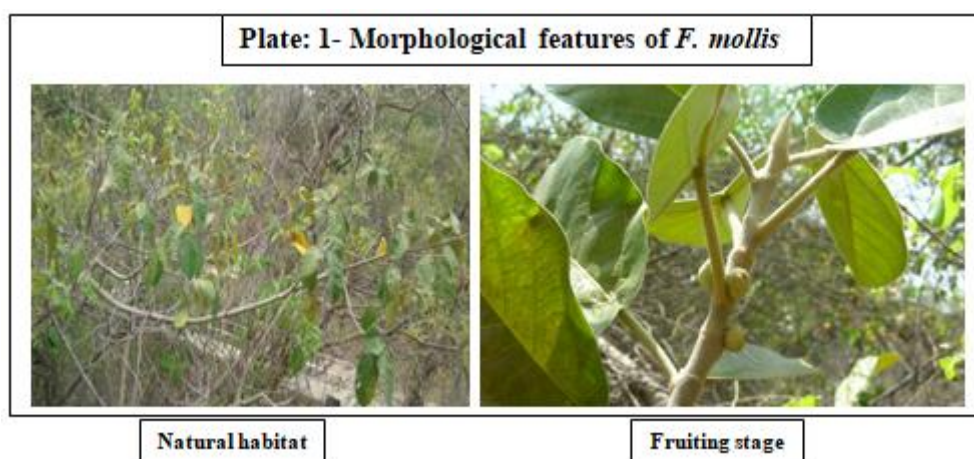 Plate: 1- Morphological features of F. mollis
Natural habitat
Fruiting stage